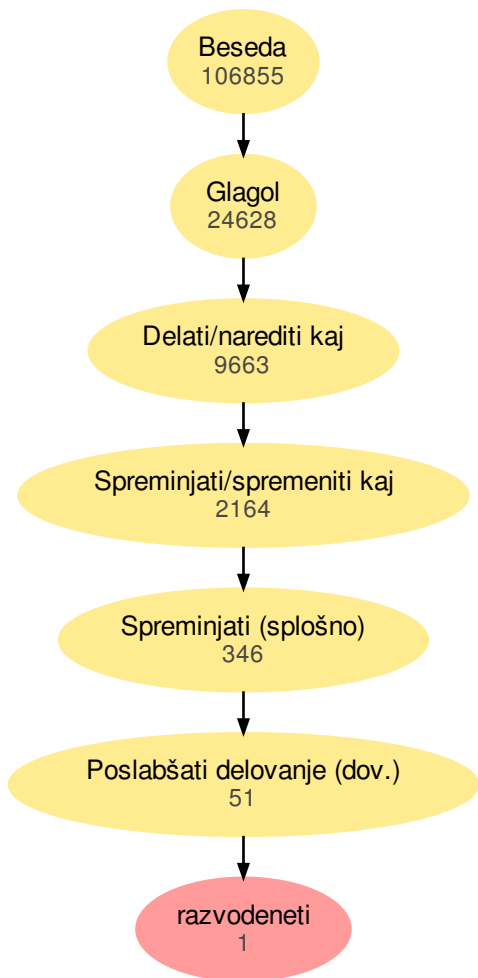 Beseda
106855
Glagol
24628
Delati/narediti kaj
9663
Spreminjati/spremeniti kaj
2164
Spreminjati (splošno)
346
Poslabšati delovanje (dov.)
51
razvodeneti
1